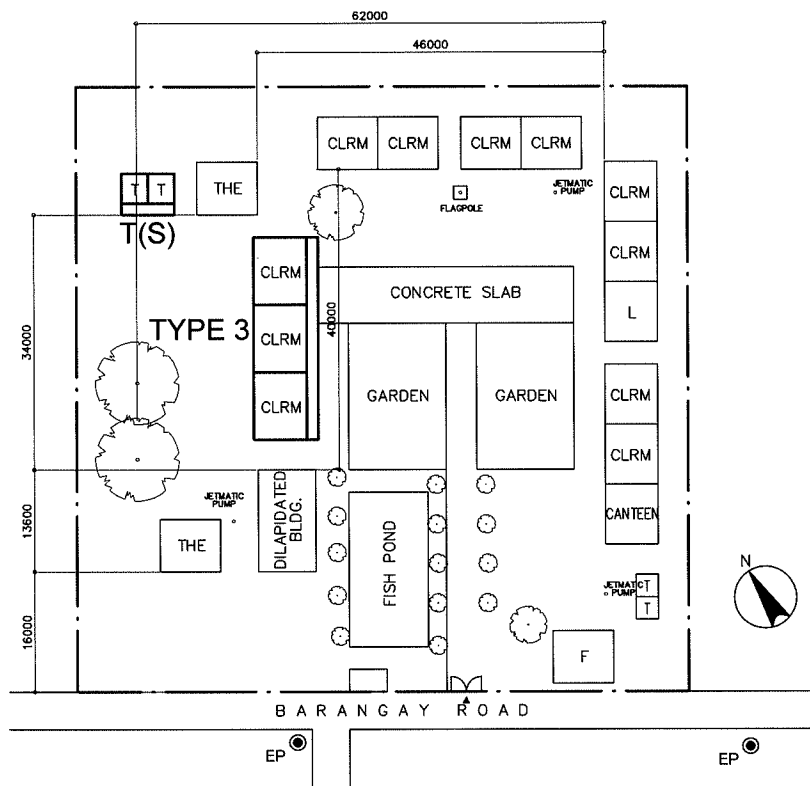 62000
46000
CLRM CLRM CLRM CLRM
T T THE
JETMATIC
PUMP
CLRM
FLAGPOLE
T(S)
CLRM
CLRM
CONCRETE SLAB
L
34000
TYPE 3
CLRM
40000
CLRM
GARDEN
GARDEN
CLRM
CLRM
JETMATIC
PUMP
13600
THE
DILAPIDATED
BLDG.
FISH POND
CANTEEN
N
JETMATIC
PUMP
T
T
16000
F
BARANGAY ROAD
EP
EP